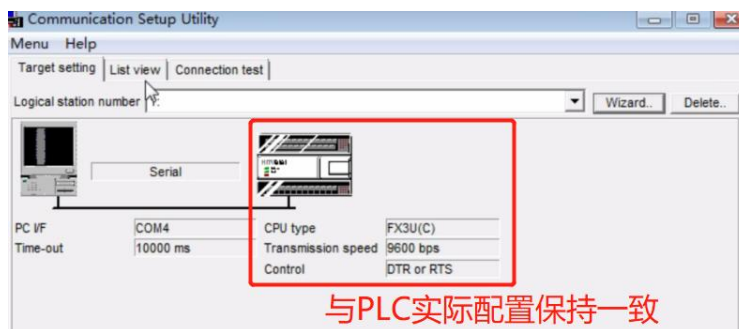 Communication Setup Utility
Menu Help
Target setting List view Connection test
Logical station number Wizard.. Delete..
Serial
PC I/F COM4 CPU type FX3U(C)
Time-out 10000 ms Transmission speed 9600 bps
Control DTR or RTS
与PLC实际配置保持一致